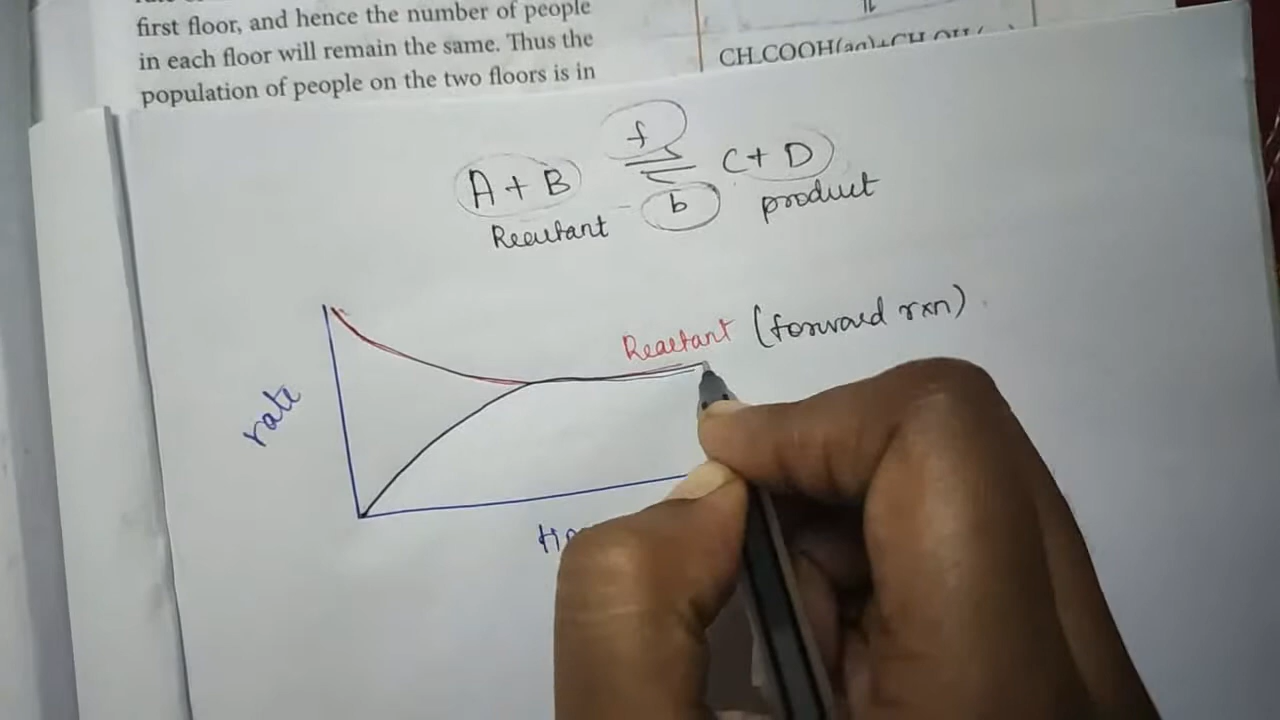 first floor, and hence the number of people
in each floor will remain the same. Thus the
population of people on the two floors is in
f
A + B ⇌ C + D
b
Reactant
product
Reactant (forward rxn)
rate